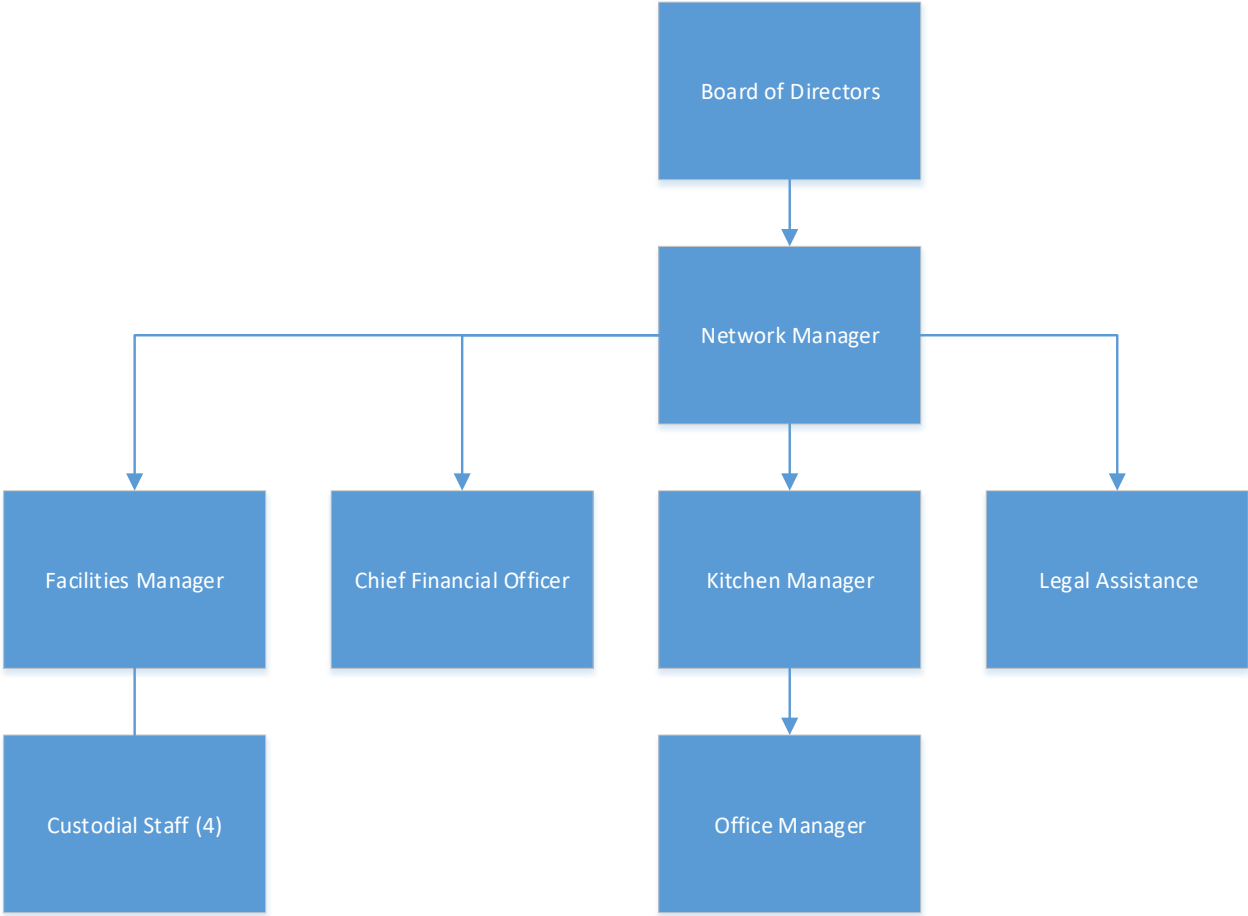 Board of Directors
Network Manager
Facilities Manager
Chief Financial Officer
Kitchen Manager
Legal Assistance
Custodial Staff (4)
Office Manager